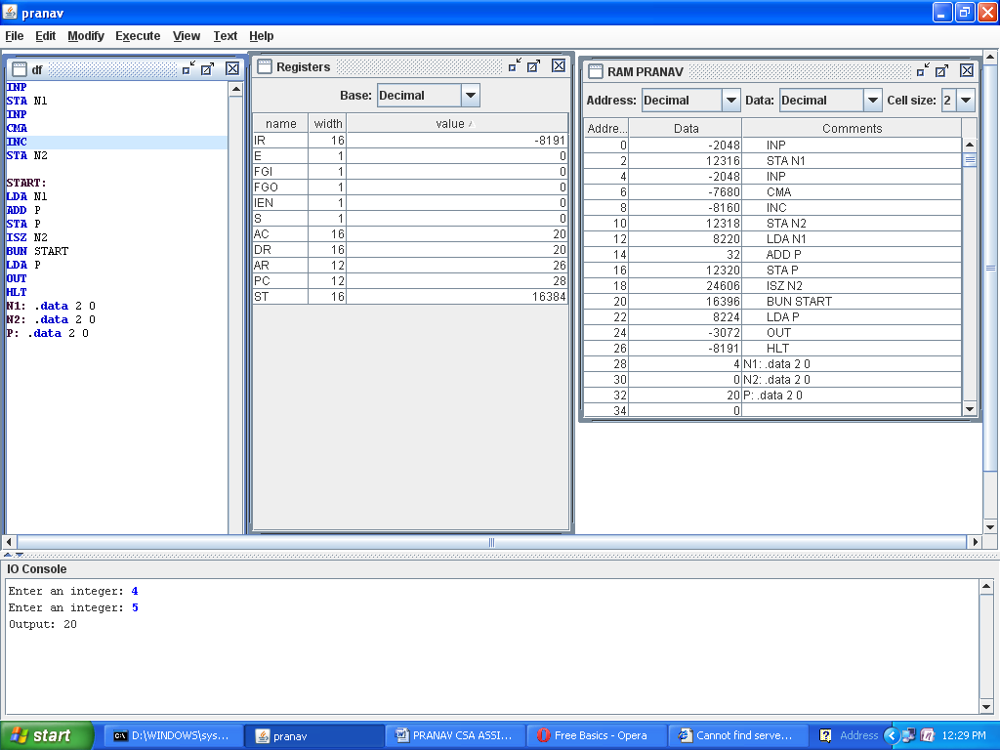 pranav
File Edit Modify Execute View Text Help
df
INP
STA N1
INP
CMA
INC
STA N2
START:
LDA N1
ADD P
STA P
ISZ N2
BUN START
LDA P
OUT
HLT
N1: .data 2 0
N2: .data 2 0
P: .data 2 0
Registers
Base: Decimal
name width value
IR 16 -8191
E 1 0
FGI 1 0
FGO 1 0
IEN 1 0
S 1 0
AC 16 20
DR 16 20
AR 12 26
PC 12 28
ST 16 16384
RAM PRANAV
Address: Decimal Data: Decimal Cell size: 2
Addre... Data Comments
0 -2048 INP
2 12316 STA N1
4 -2048 INP
6 -7680 CMA
8 -8160 INC
10 12318 STA N2
12 8220 LDA N1
14 32 ADD P
16 12320 STA P
18 24606 ISZ N2
20 16396 BUN START
22 8224 LDA P
24 -3072 OUT
26 -8191 HLT
28 4 N1: .data 2 0
30 0 N2: .data 2 0
32 20 P: .data 2 0
34 0
IO Console
Enter an integer: 4
Enter an integer: 5
Output: 20
start D:\WINDOWS\sys... pranav PRANAV CSA ASSI... Free Basics - Opera Cannot find serve... Address 12:29 PM